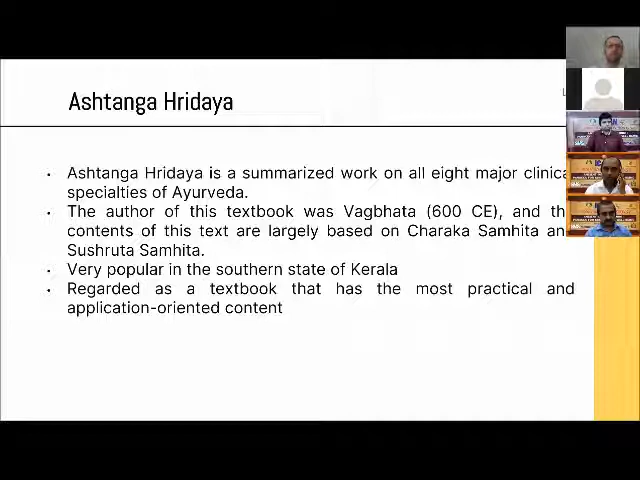 Ashtanga Hridaya
• Ashtanga Hridaya is a summarized work on all eight major clinica
specialties of Ayurveda.
• The author of this textbook was Vagbhata (600 CE), and th
contents of this text are largely based on Charaka Samhita an
Sushruta Samhita.
• Very popular in the southern state of Kerala
• Regarded as a textbook that has the most practical and
application-oriented content